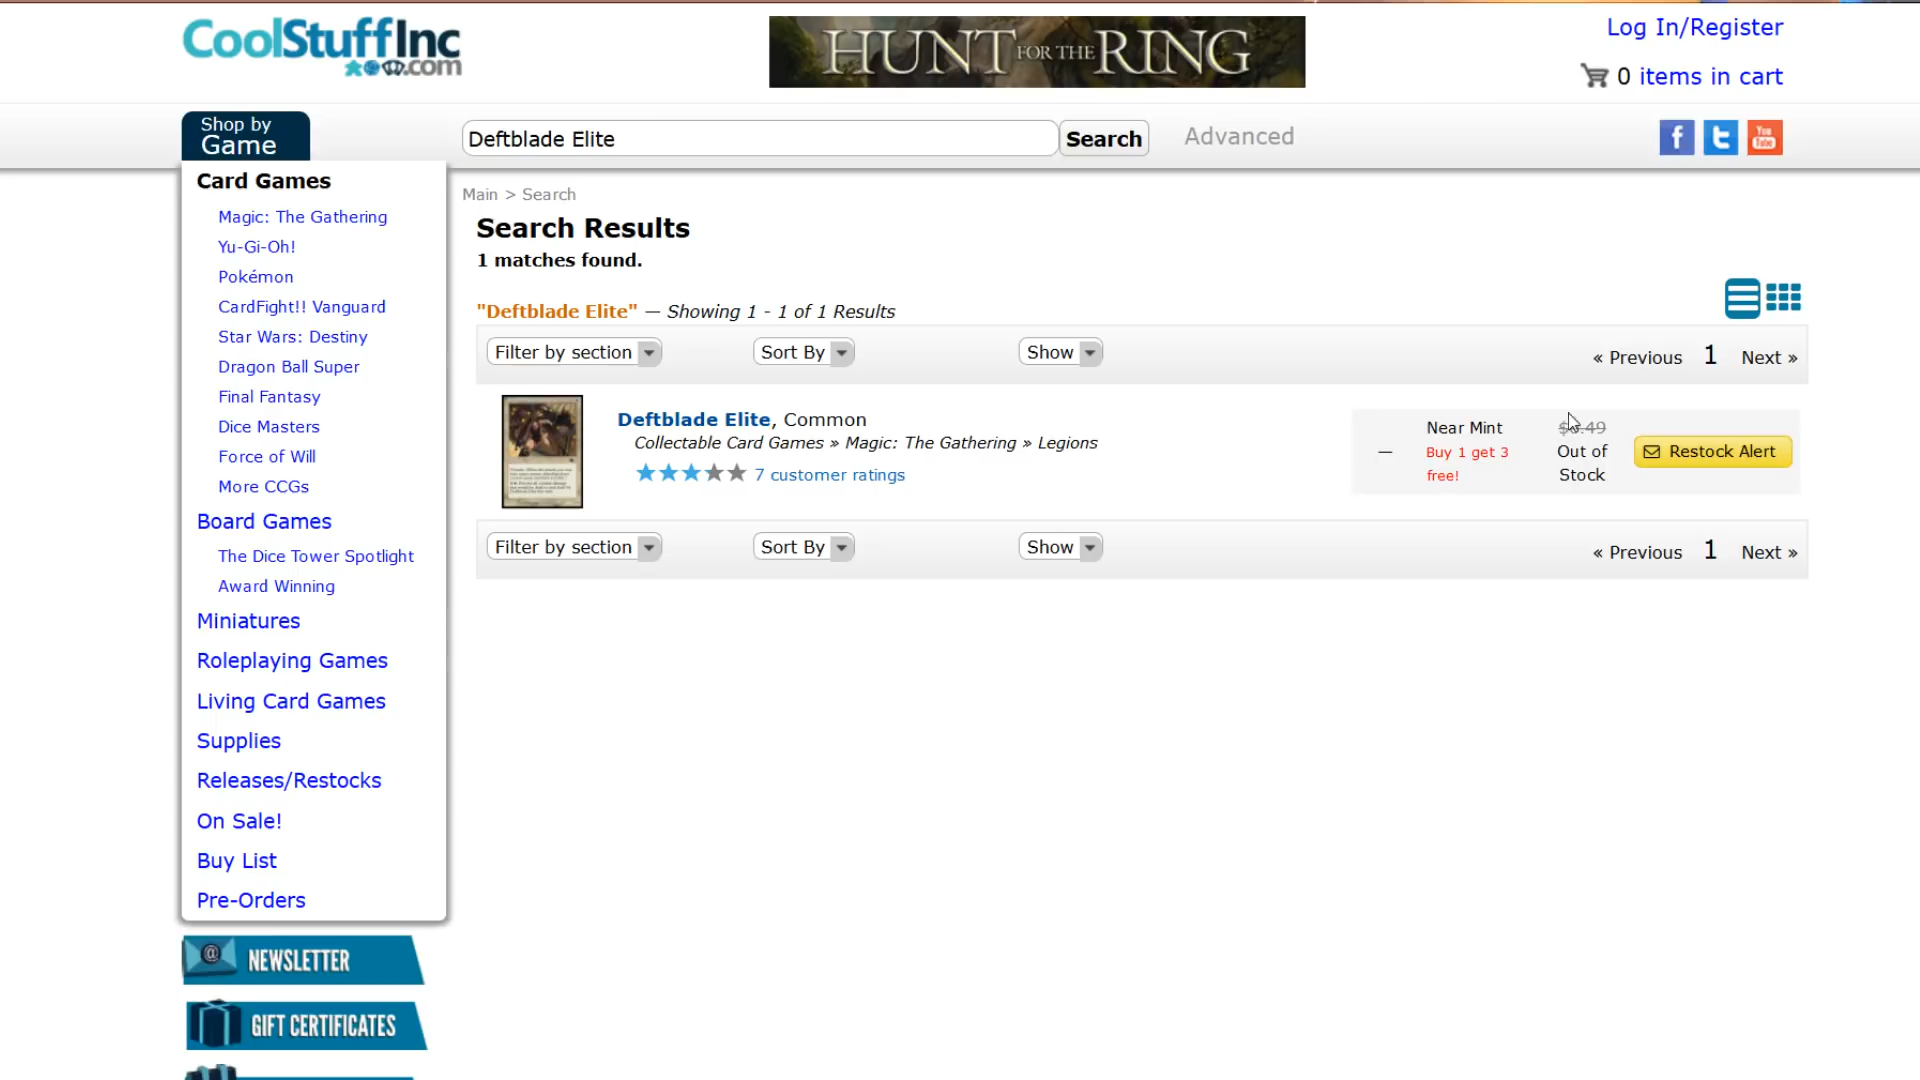 CoolStuffInc
.com
HUNT FOR THE RING
Log In/Register
0 items in cart
Shop by
Game
Deftblade Elite
Search
Advanced
f
t
You
Tube
Card Games
Magic: The Gathering
Yu-Gi-Oh!
Pokémon
CardFight!! Vanguard
Star Wars: Destiny
Dragon Ball Super
Final Fantasy
Dice Masters
Force of Will
More CCGs
Board Games
The Dice Tower Spotlight
Award Winning
Miniatures
Roleplaying Games
Living Card Games
Supplies
Releases/Restocks
On Sale!
Buy List
Pre-Orders
@ NEWSLETTER
GIFT CERTIFICATES
Main > Search
Search Results
1 matches found.
"Deftblade Elite" — Showing 1 - 1 of 1 Results
Filter by section Sort By Show « Previous 1 Next »
Deftblade Elite, Common
Collectable Card Games » Magic: The Gathering » Legions
7 customer ratings
—
Near Mint
Buy 1 get 3
free!
Out of
Stock
Restock Alert
Filter by section Sort By Show « Previous 1 Next »